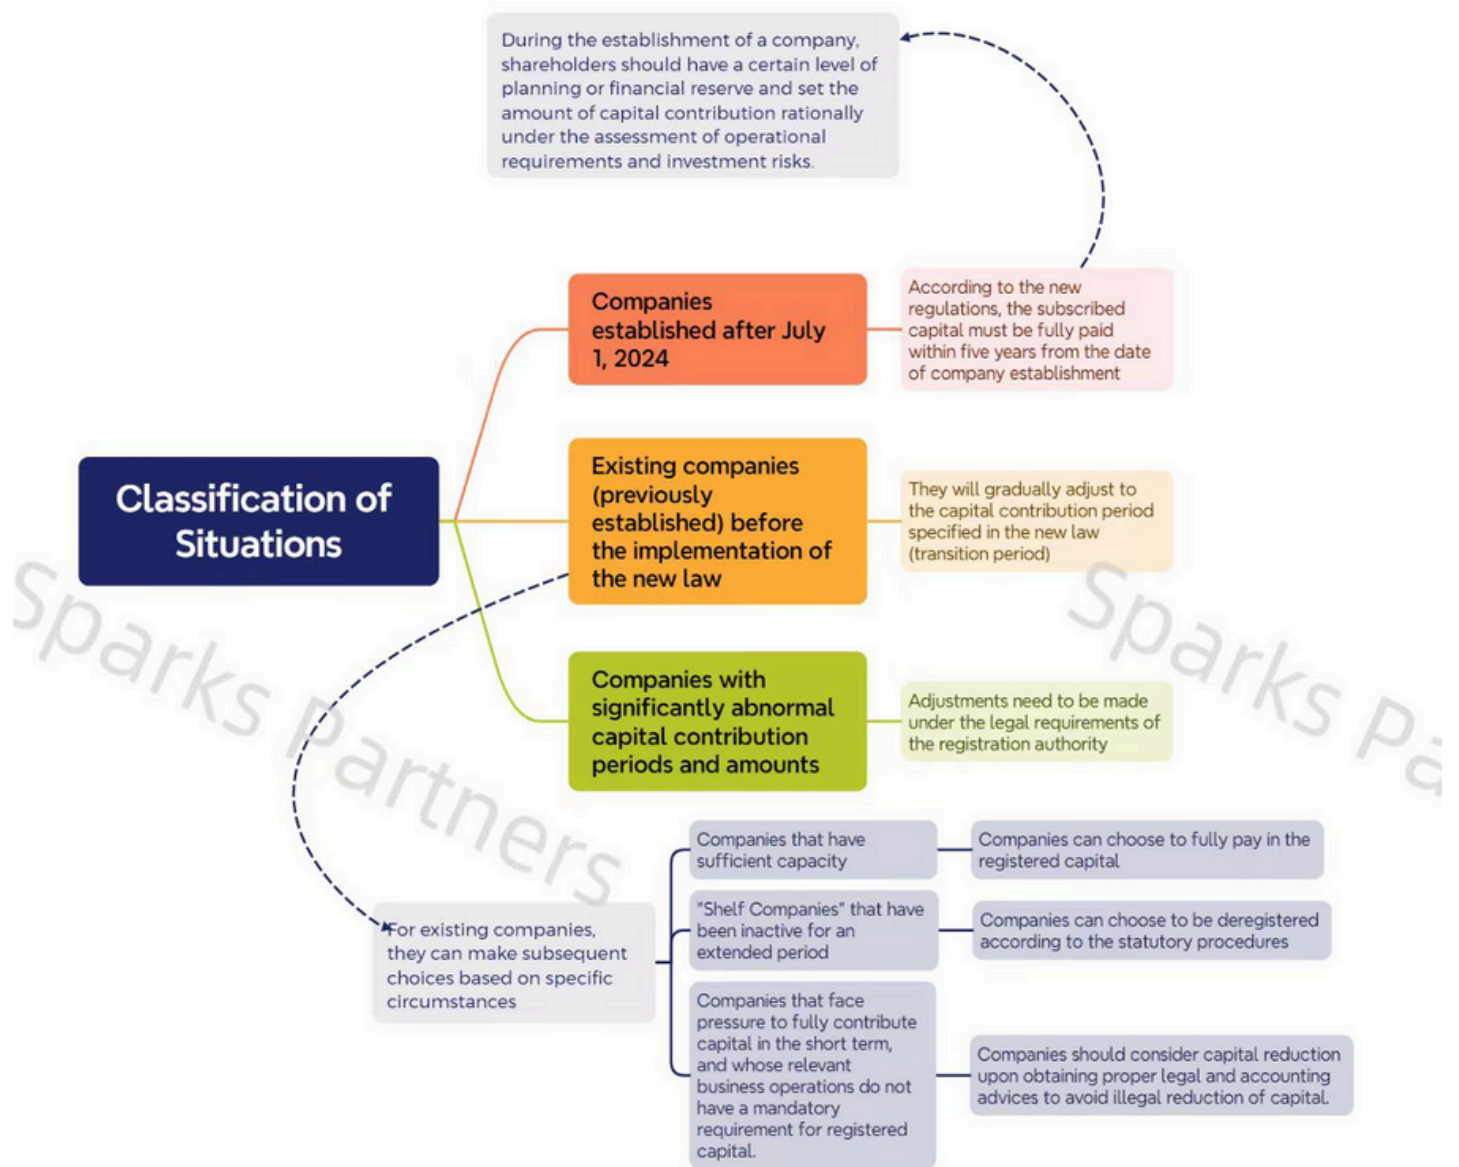 During the establishment of a company,
shareholders should have a certain level of
planning or financial reserve and set the
amount of capital contribution rationally
under the assessment of operational
requirements and investment risks.
Companies
established after July
1, 2024
According to the new
regulations, the subscribed
capital must be fully paid
within five years from the date
of company establishment
Classification of
Situations
Existing companies
(previously
established) before
the implementation of
the new law
They will gradually adjust to
the capital contribution period
specified in the new law
(transition period)
Companies with
significantly abnormal
capital contribution
periods and amounts
Adjustments need to be made
under the legal requirements of
the registration authority
Sparks Partners
Sparks Pa
For existing companies,
they can make subsequent
choices based on specific
circumstances
Companies that have
sufficient capacity
Companies can choose to fully pay in the
registered capital
"Shelf Companies" that have
been inactive for an
extended period
Companies can choose to be deregistered
according to the statutory procedures
Companies that face
pressure to fully contribute
capital in the short term,
and whose relevant
business operations do not
have a mandatory
requirement for registered
capital.
Companies should consider capital reduction
upon obtaining proper legal and accounting
advices to avoid illegal reduction of capital.